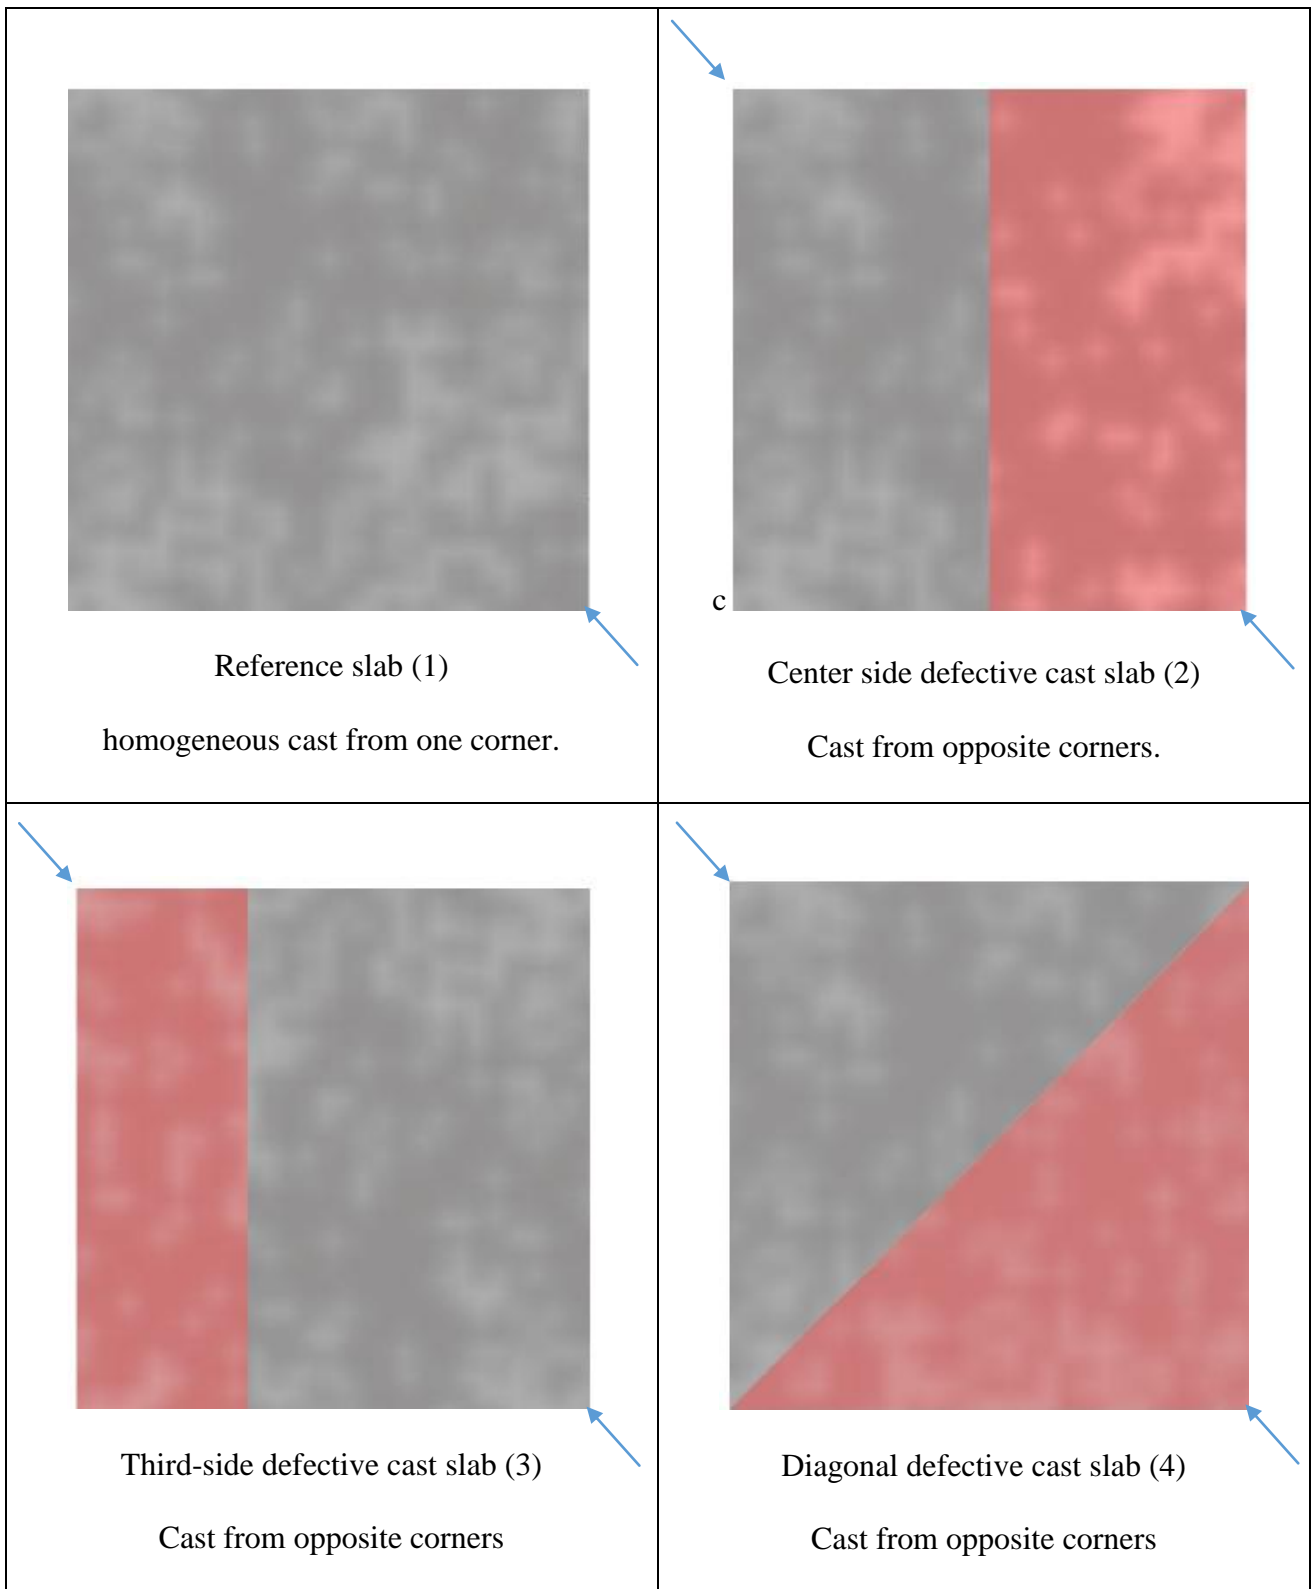 Reference slab (1)
homogeneous cast from one corner.
c
Center side defective cast slab (2)
Cast from opposite corners.
Third-side defective cast slab (3)
Cast from opposite corners
Diagonal defective cast slab (4)
Cast from opposite corners